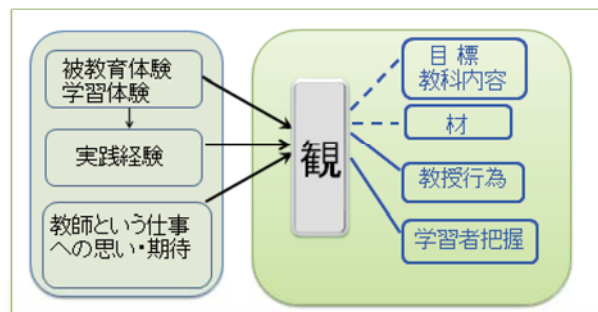 被教育体験
学習体験
実践経験
教師という仕事
への思い・期待
観
目標
教科内容
材
教授行為
学習者把握